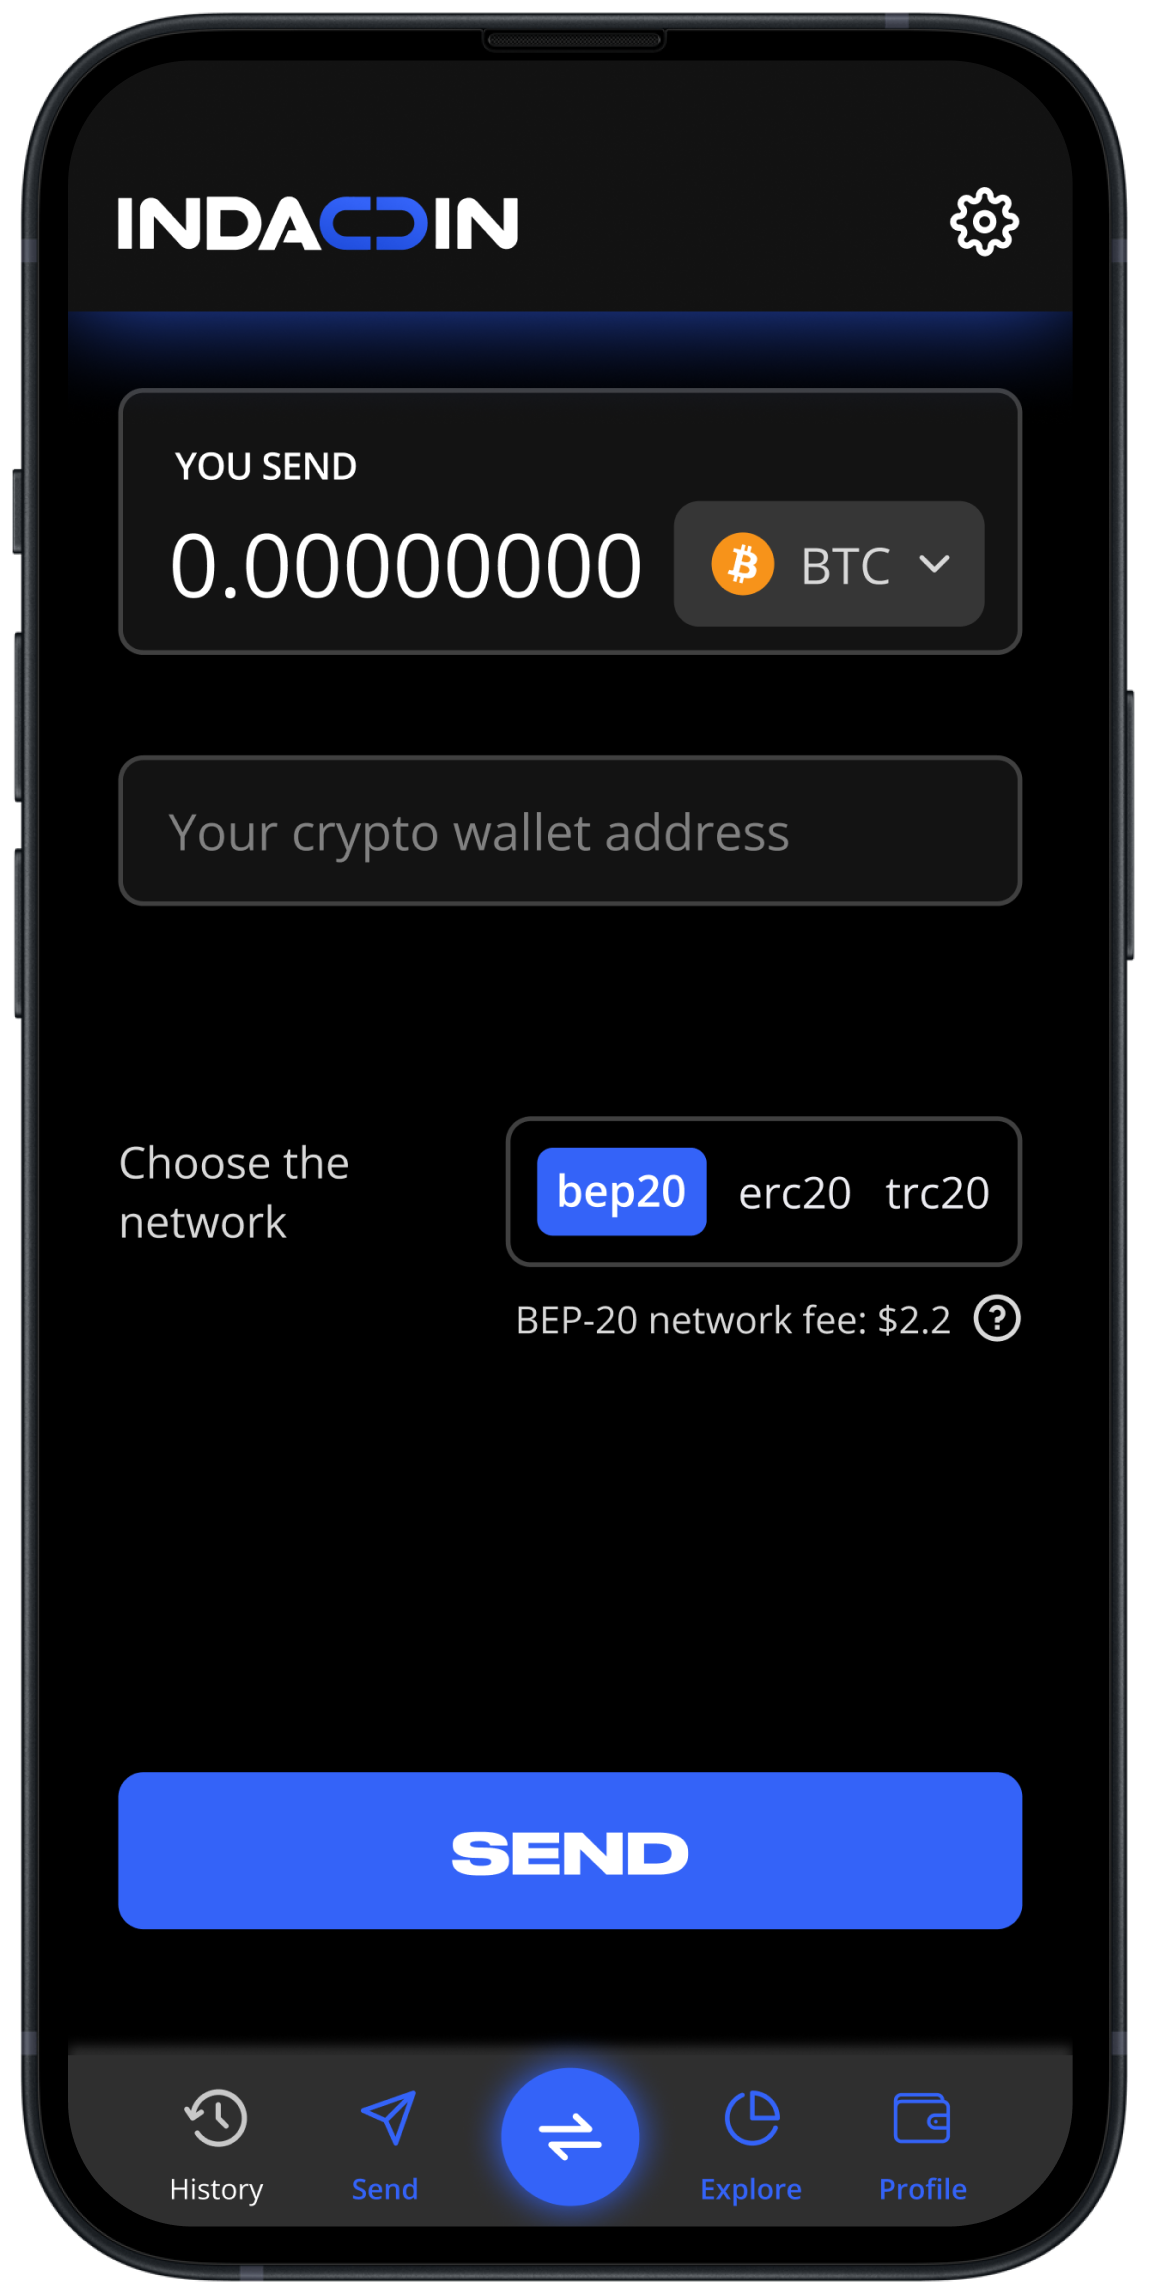 INDACOIN
YOU SEND
0.00000000
BTC
Your crypto wallet address
Choose the
network
bep20 erc20 trc20
BEP-20 network fee: $2.2 ?
SEND
History Send Explore Profile